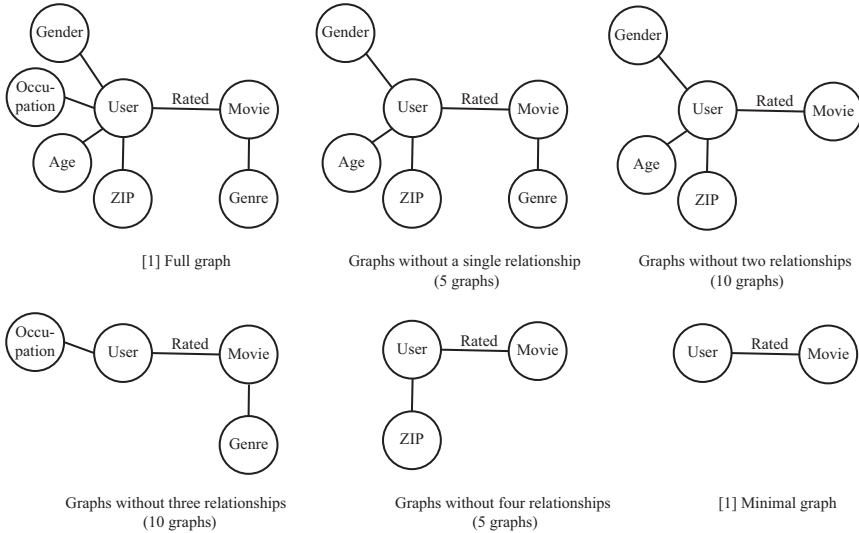 Gender
Occu-
pation
User
Rated
Movie
Age
ZIP
Genre
[1] Full graph
Gender
User
Rated
Movie
Age
ZIP
Genre
Graphs without a single relationship
(5 graphs)
Gender
User
Rated
Movie
Age
ZIP
Graphs without two relationships
(10 graphs)
Occu-
pation
User
Rated
Movie
Genre
Graphs without three relationships
(10 graphs)
User
Rated
Movie
ZIP
Graphs without four relationships
(5 graphs)
User
Rated
Movie
[1] Minimal graph